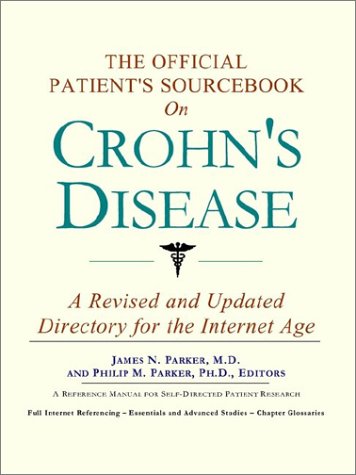 THE OFFICIAL
PATIENT'S SOURCEBOOK
On
CROHN'S
DISEASE
A Revised and Updated
Directory for the Internet Age
JAMES N. PARKER, M.D.
AND PHILIP M. PARKER, PH.D., EDITORS
A REFERENCE MANUAL FOR SELF-DIRECTED PATIENT RESEARCH
Full Internet Referencing – Essentials and Advanced Studies – Chapter Glossaries